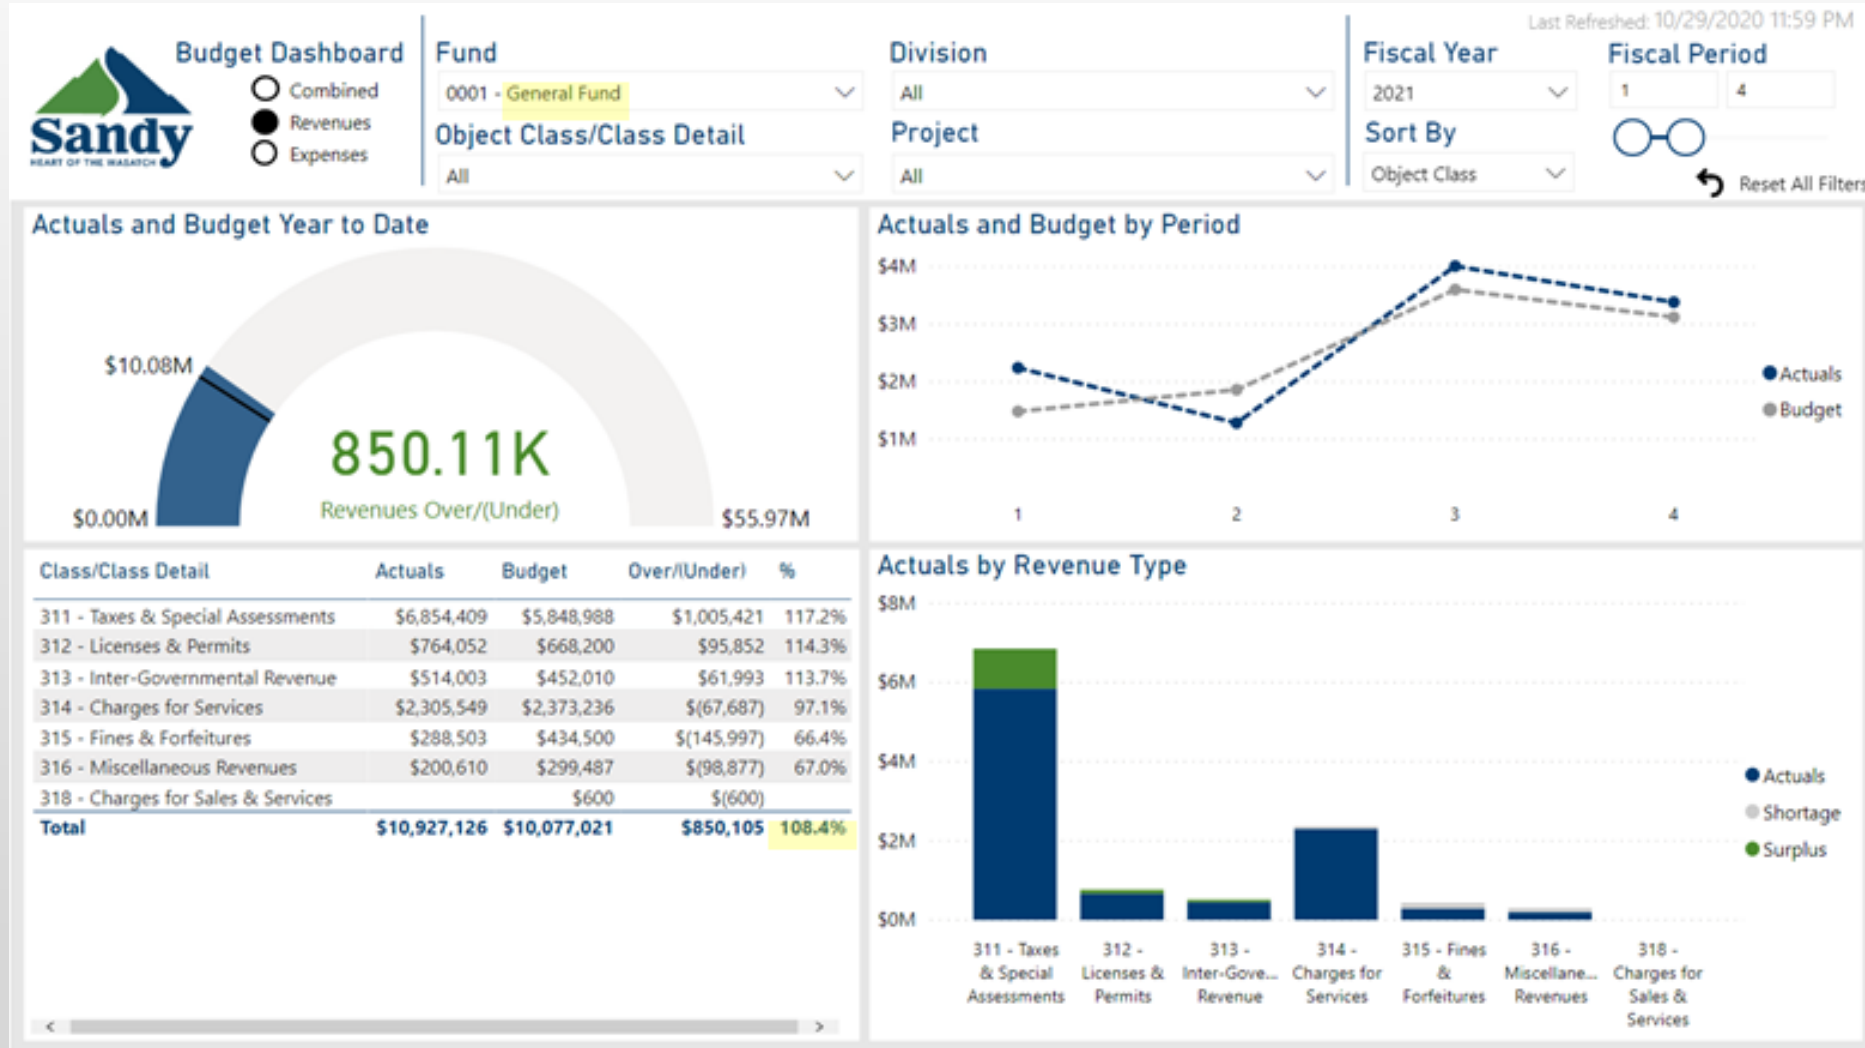 Last Refreshed: 10/29/2020 11:59 PM
Sandy
HEART OF THE WASATCH
Budget Dashboard
Combined
Revenues
Expenses
Fund
0001 - General Fund
Object Class/Class Detail
All
Division
All
Project
All
Fiscal Year
2021
Sort By
Object Class
Fiscal Period
1 4
Reset All Filters
Actuals and Budget Year to Date
$10.08M
850.11K
Revenues Over/(Under)
$0.00M
$55.97M
Actuals and Budget by Period
$4M
$3M
$2M
$1M
1 2 3 4
Actuals
Budget
Class/Class Detail Actuals Budget Over/(Under) %
311 - Taxes & Special Assessments $6,854,409 $5,848,988 $1,005,421 117.2%
312 - Licenses & Permits $764,052 $668,200 $95,852 114.3%
313 - Inter-Governmental Revenue $514,003 $452,010 $61,993 113.7%
314 - Charges for Services $2,305,549 $2,373,236 $(67,687) 97.1%
315 - Fines & Forfeitures $288,503 $434,500 $(145,997) 66.4%
316 - Miscellaneous Revenues $200,610 $299,487 $(98,877) 67.0%
318 - Charges for Sales & Services $600 $(600)
Total $10,927,126 $10,077,021 $850,105 108.4%
Actuals by Revenue Type
$8M
$6M
$4M
$2M
$0M
311 - Taxes
& Special
Assessments
312 -
Licenses &
Permits
313 -
Inter-Gove...
Revenue
314 -
Charges for
Services
315 - Fines
&
Forfeitures
316 -
Miscellane...
Revenues
318 -
Charges for
Sales &
Services
Actuals
Shortage
Surplus